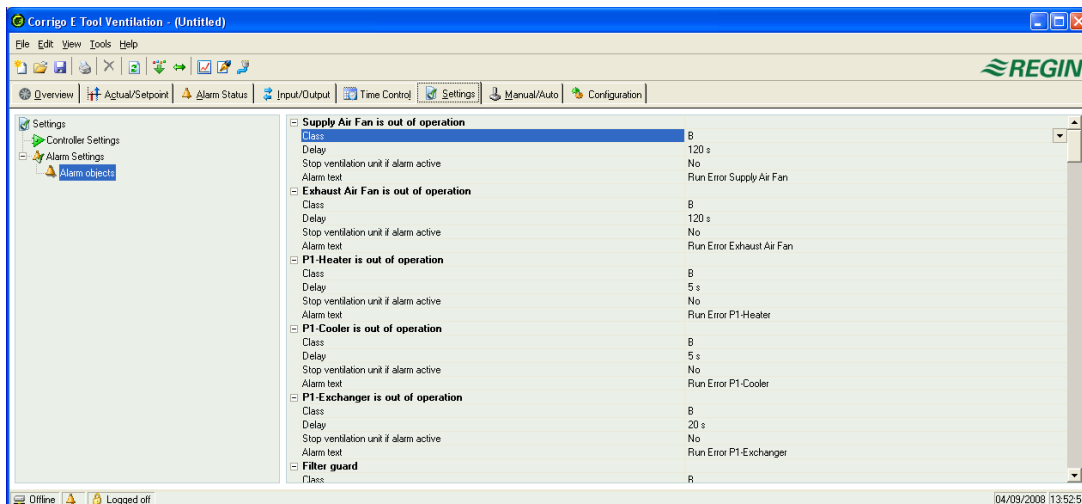 Corrigo E Tool Ventilation - (Untitled)
File Edit View Tools Help
REGIN
Overview Actual/Setpoint Alarm Status Input/Output Time Control Settings Manual/Auto Configuration
Settings
Controller Settings
Alarm Settings
Alarm objects
Supply Air Fan is out of operation
Class B
Delay 120 s
Stop ventilation unit if alarm active No
Alarm text Run Error Supply Air Fan
Exhaust Air Fan is out of operation
Class B
Delay 120 s
Stop ventilation unit if alarm active No
Alarm text Run Error Exhaust Air Fan
P1-Heater is out of operation
Class B
Delay 5 s
Stop ventilation unit if alarm active No
Alarm text Run Error P1-Heater
P1-Cooler is out of operation
Class B
Delay 5 s
Stop ventilation unit if alarm active No
Alarm text Run Error P1-Cooler
P1-Exchanger is out of operation
Class B
Delay 20 s
Stop ventilation unit if alarm active No
Alarm text Run Error P1-Exchanger
Filter guard
Class B
Offline Logged off 04/09/2008 13:52:5